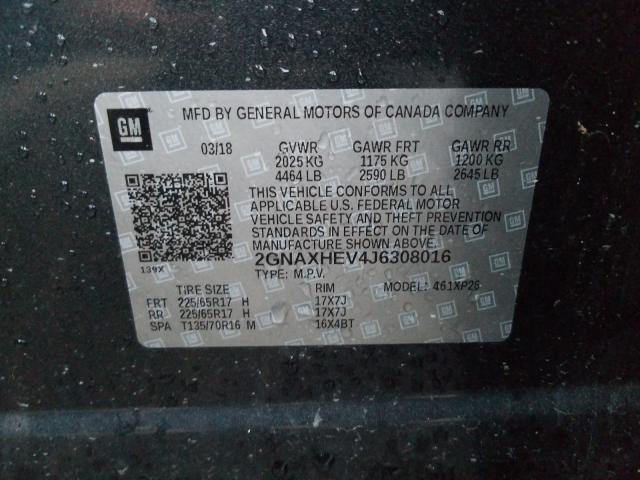 GM
MFD BY GENERAL MOTORS OF CANADA COMPANY
03/18 GVWR GAWR FRT GAWR RR
2025 KG 1175 KG 1200 KG
4464 LB 2590 LB 2645 LB
THIS VEHICLE CONFORMS TO ALL
APPLICABLE U.S. FEDERAL MOTOR
VEHICLE SAFETY AND THEFT PREVENTION
STANDARDS IN EFFECT ON THE DATE OF
MANUFACTURE SHOWN ABOVE.
2GNAXHEV4J6308016
139X TYPE: M.P.V. MODEL: 461XP26
TIRE SIZE RIM
FRT 225/65R17 H 17X7J
RR 225/65R17 H 17X7J
SPA T135/70R16 M 16X4BT